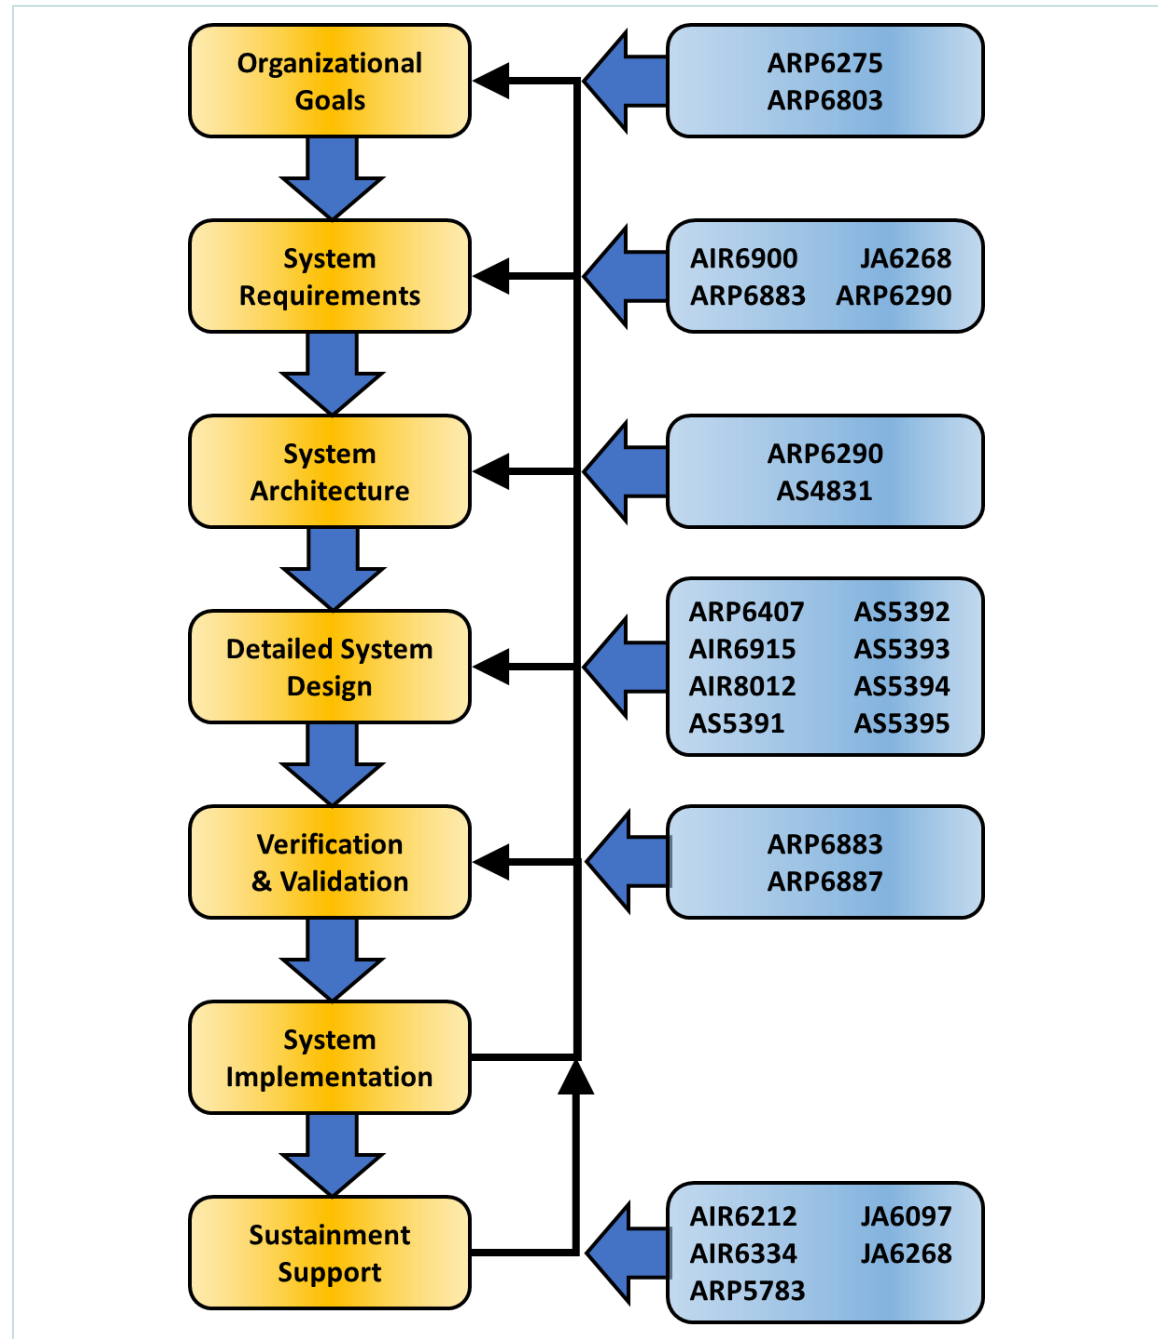 Organizational
Goals
ARP6275
ARP6803
System
Requirements
AIR6900 JA6268
ARP6883 ARP6290
System
Architecture
ARP6290
AS4831
Detailed System
Design
ARP6407 AS5392
AIR6915 AS5393
AIR8012 AS5394
AS5391 AS5395
Verification
& Validation
ARP6883
ARP6887
System
Implementation
Sustainment
Support
AIR6212 JA6097
AIR6334 JA6268
ARP5783